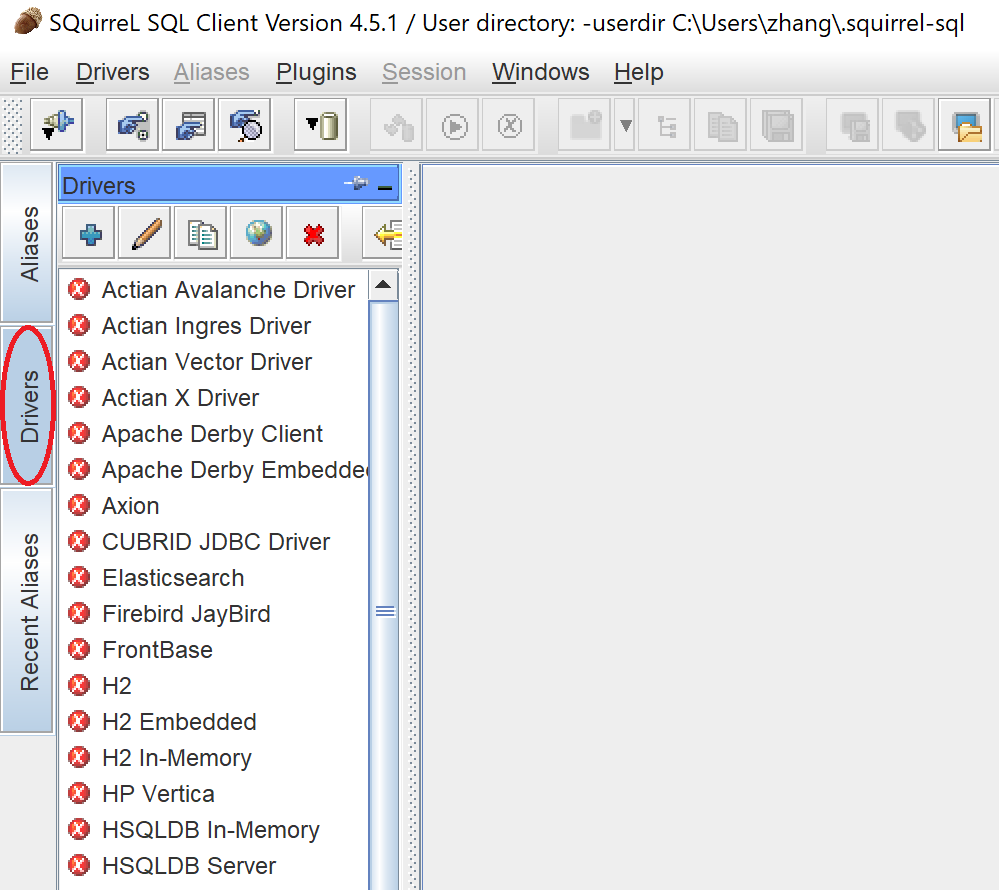 SQuirreL SQL Client Version 4.5.1 / User directory: -userdir C:\Users\zhang\.squirrel-sql
File Drivers Aliases Plugins Session Windows Help
Aliases
Drivers
Recent Aliases
Drivers
Actian Avalanche Driver
Actian Ingres Driver
Actian Vector Driver
Actian X Driver
Apache Derby Client
Apache Derby Embedded
Axion
CUBRID JDBC Driver
Elasticsearch
Firebird JayBird
FrontBase
H2
H2 Embedded
H2 In-Memory
HP Vertica
HSQLDB In-Memory
HSQLDB Server